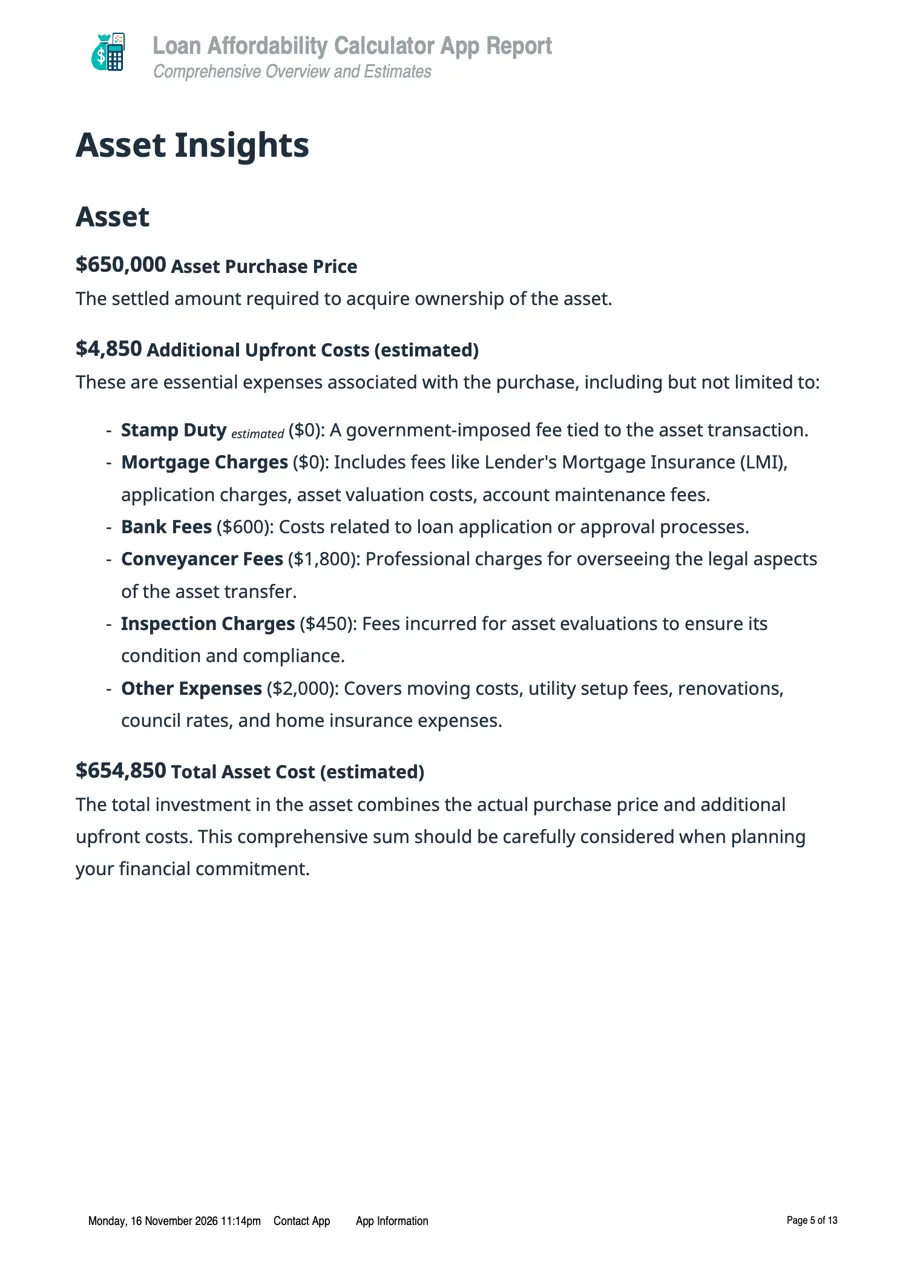 Loan Affordability Calculator App Report
Comprehensive Overview and Estimates
Asset Insights
Asset
$650,000 Asset Purchase Price
The settled amount required to acquire ownership of the asset.
$4,850 Additional Upfront Costs (estimated)
These are essential expenses associated with the purchase, including but not limited to:
- Stamp Duty estimated ($0): A government-imposed fee tied to the asset transaction.
- Mortgage Charges ($0): Includes fees like Lender's Mortgage Insurance (LMI),
application charges, asset valuation costs, account maintenance fees.
- Bank Fees ($600): Costs related to loan application or approval processes.
- Conveyancer Fees ($1,800): Professional charges for overseeing the legal aspects
of the asset transfer.
- Inspection Charges ($450): Fees incurred for asset evaluations to ensure its
condition and compliance.
- Other Expenses ($2,000): Covers moving costs, utility setup fees, renovations,
council rates, and home insurance expenses.
$654,850 Total Asset Cost (estimated)
The total investment in the asset combines the actual purchase price and additional
upfront costs. This comprehensive sum should be carefully considered when planning
your financial commitment.
Monday, 16 November 2026 11:14pm Contact App App Information Page 5 of 13